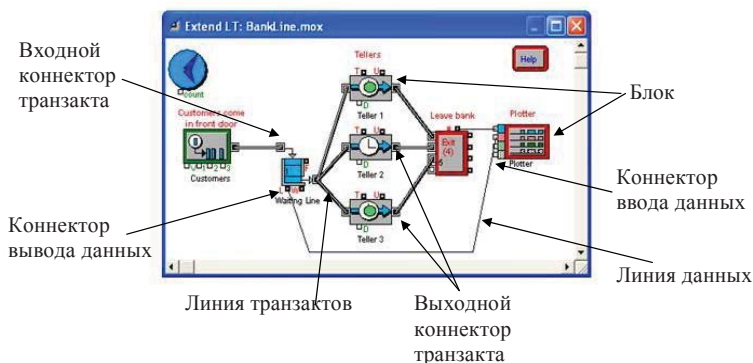 Extend LT: BankLine.mox
Входной
коннектор
транзакта
Help
Tellers
T U
D
Teller 1
count
Customers come
in front door
Customers
Leave bank
Exit
(4)
Plotter
Plotter
T U
D
Teller 2
Waiting Line
T U
D
Teller 3
Блок
Коннектор
ввода данных
Коннектор
вывода данных
Линия транзактов
Выходной
коннектор
транзакта
Линия данных